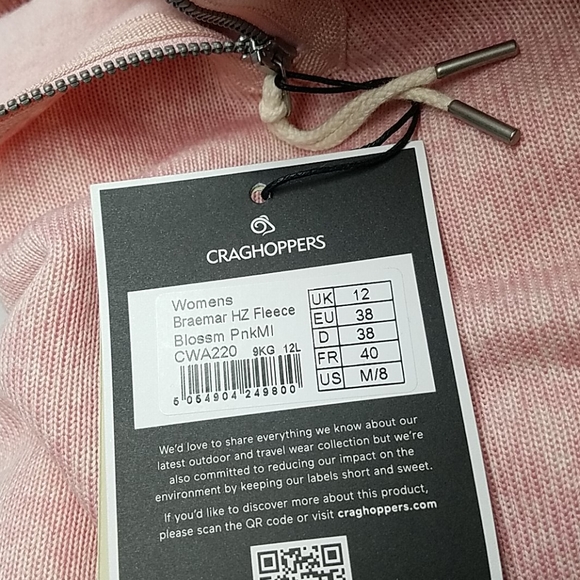 CRAGHOPPERS
Womens
Braemar HZ Fleece
Blossm PnkMl
CWA220 9KG 12L
5 054904 249800
UK 12
EU 38
D 38
FR 40
US M/8
We'd love to share everything we know about our
latest outdoor and travel wear collection but we're
also committed to reducing our impact on the
environment by keeping our labels short and sweet.
If you'd like to discover more about this product,
please scan the QR code or visit craghoppers.com